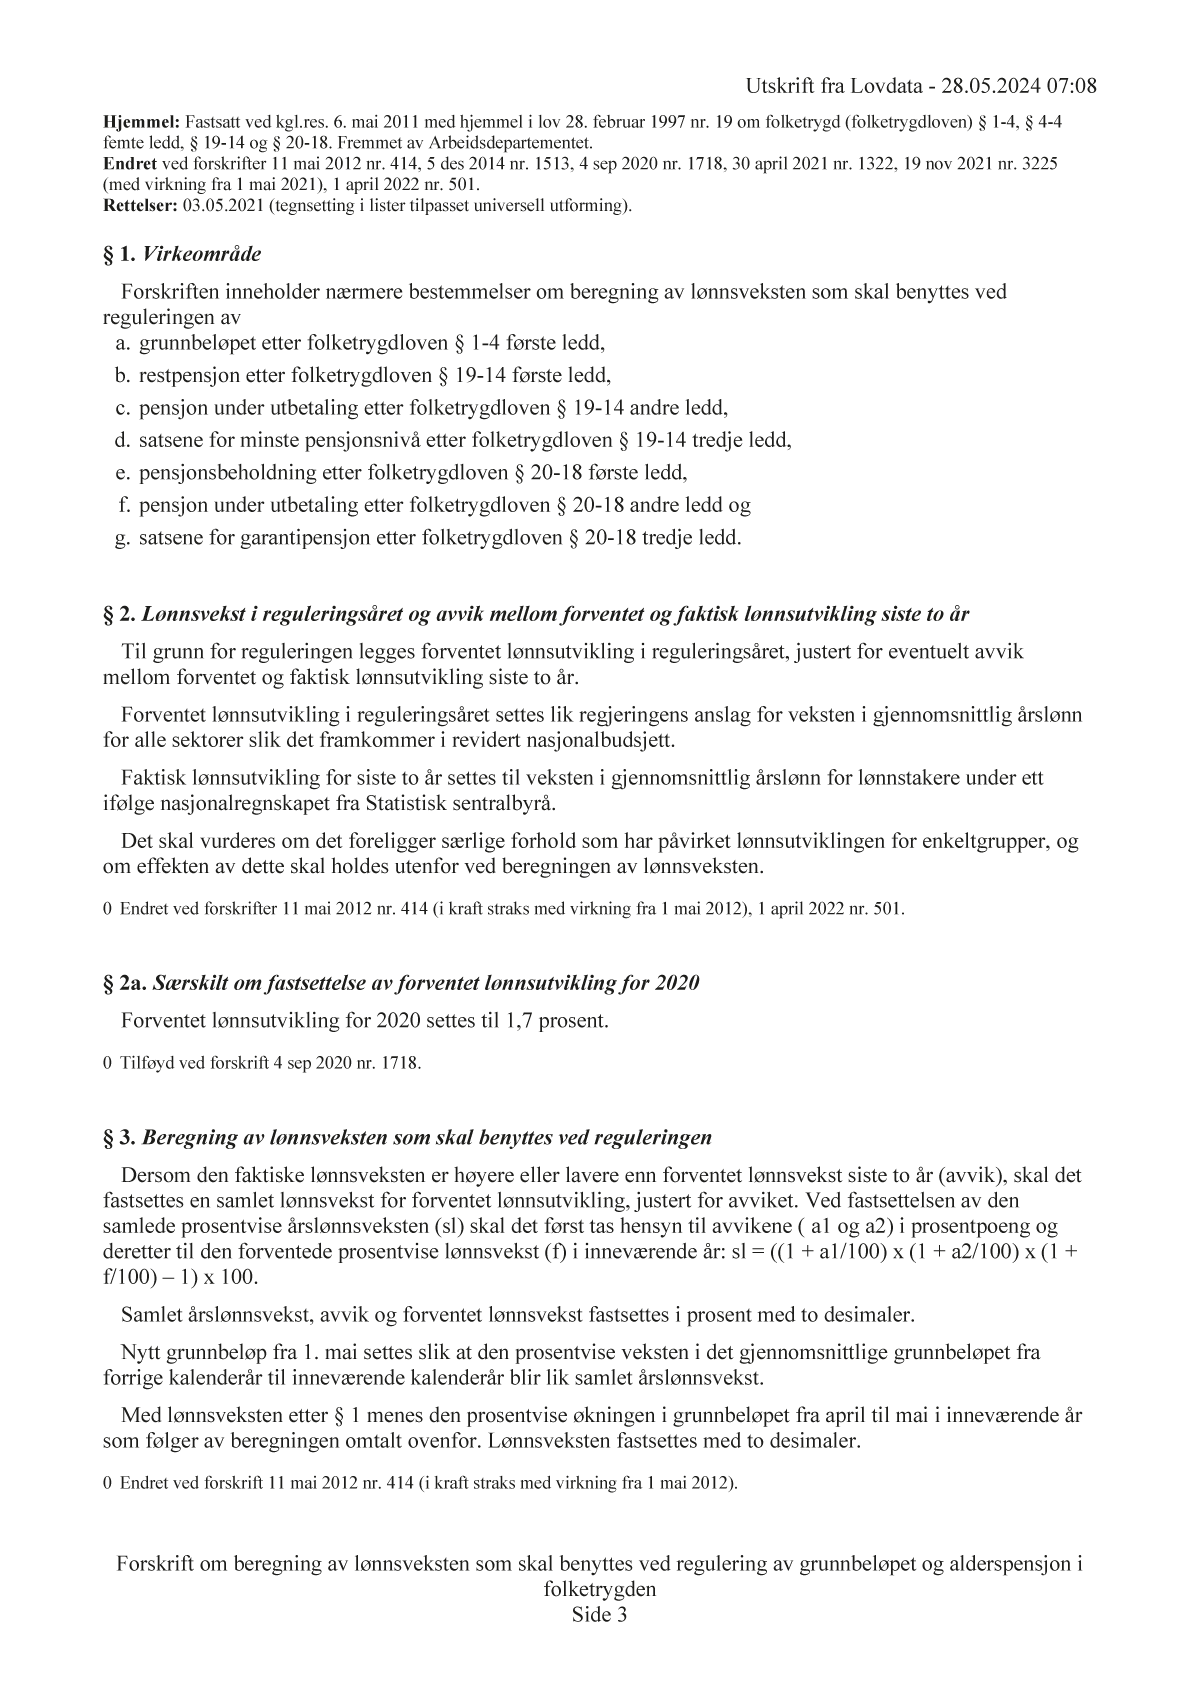 Utskrift fra Lovdata - 28.05.2024 07:08
Hjemmel: Fastsatt ved kgl.res. 6. mai 2011 med hjemmel i lov 28. februar 1997 nr. 19 om folketrygd (folketrygdloven) § 1-4, § 4-4
femte ledd, § 19-14 og § 20-18. Fremmet av Arbeidsdepartementet.
Endret ved forskrifter 11 mai 2012 nr. 414, 5 des 2014 nr. 1513, 4 sep 2020 nr. 1718, 30 april 2021 nr. 1322, 19 nov 2021 nr. 3225
(med virkning fra 1 mai 2021), 1 april 2022 nr. 501.
Rettelser: 03.05.2021 (tegnsetting i lister tilpasset universell utforming).
§ 1. Virkeområde
Forskriften inneholder nærmere bestemmelser om beregning av lønnsveksten som skal benyttes ved
reguleringen av
a. grunnbeløpet etter folketrygdloven § 1-4 første ledd,
b. restpensjon etter folketrygdloven § 19-14 første ledd,
c. pensjon under utbetaling etter folketrygdloven § 19-14 andre ledd,
d. satsene for minste pensjonsnivå etter folketrygdloven § 19-14 tredje ledd,
e. pensjonsbeholdning etter folketrygdloven § 20-18 første ledd,
f. pensjon under utbetaling etter folketrygdloven § 20-18 andre ledd og
g. satsene for garantipensjon etter folketrygdloven § 20-18 tredje ledd.
§ 2. Lønnsvekst i reguleringsåret og avvik mellom forventet og faktisk lønnsutvikling siste to år
Til grunn for reguleringen legges forventet lønnsutvikling i reguleringsåret, justert for eventuelt avvik
mellom forventet og faktisk lønnsutvikling siste to år.
Forventet lønnsutvikling i reguleringsåret settes lik regjeringens anslag for veksten i gjennomsnittlig årslønn
for alle sektorer slik det framkommer i revidert nasjonalbudsjett.
Faktisk lønnsutvikling for siste to år settes til veksten i gjennomsnittlig årslønn for lønnstakere under ett
ifølge nasjonalregnskapet fra Statistisk sentralbyrå.
Det skal vurderes om det foreligger særlige forhold som har påvirket lønnsutviklingen for enkeltgrupper, og
om effekten av dette skal holdes utenfor ved beregningen av lønnsveksten.
0 Endret ved forskrifter 11 mai 2012 nr. 414 (i kraft straks med virkning fra 1 mai 2012), 1 april 2022 nr. 501.
§ 2a. Særskilt om fastsettelse av forventet lønnsutvikling for 2020
Forventet lønnsutvikling for 2020 settes til 1,7 prosent.
0 Tilføyd ved forskrift 4 sep 2020 nr. 1718.
§ 3. Beregning av lønnsveksten som skal benyttes ved reguleringen
Dersom den faktiske lønnsveksten er høyere eller lavere enn forventet lønnsvekst siste to år (avvik), skal det
fastsettes en samlet lønnsvekst for forventet lønnsutvikling, justert for avviket. Ved fastsettelsen av den
samlede prosentvise årslønnsveksten (sl) skal det først tas hensyn til avvikene ( a1 og a2) i prosentpoeng og
deretter til den forventede prosentvise lønnsvekst (f) i inneværende år: sl = ((1 + a1/100) x (1 + a2/100) x (1 +
f/100) – 1) x 100.
Samlet årslønnsvekst, avvik og forventet lønnsvekst fastsettes i prosent med to desimaler.
Nytt grunnbeløp fra 1. mai settes slik at den prosentvise veksten i det gjennomsnittlige grunnbeløpet fra
forrige kalenderår til inneværende kalenderår blir lik samlet årslønnsvekst.
Med lønnsveksten etter § 1 menes den prosentvise økningen i grunnbeløpet fra april til mai i inneværende år
som følger av beregningen omtalt ovenfor. Lønnsveksten fastsettes med to desimaler.
0 Endret ved forskrift 11 mai 2012 nr. 414 (i kraft straks med virkning fra 1 mai 2012).
Forskrift om beregning av lønnsveksten som skal benyttes ved regulering av grunnbeløpet og alderspensjon i
folketrygden
Side 3